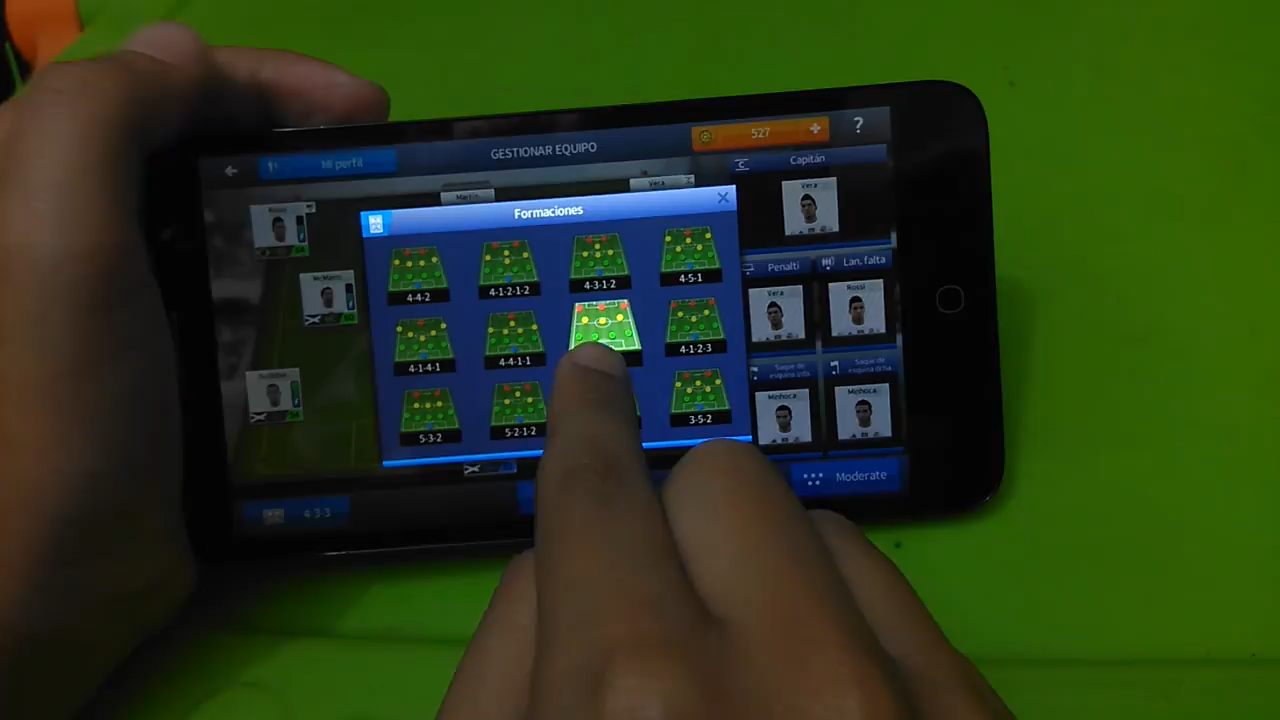 Mi perfil
GESTIONAR EQUIPO
527
+
?
C
Capitán
Rossi
Martin
Vera
Vera
Formaciones
4-4-2
4-1-2-1-2
4-3-1-2
4-5-1
Penalti
Lan. falta
4-1-4-1
4-4-1-1
4-1-2-3
Vera
Rossi
5-3-2
5-2-1-2
3-5-2
Saque de
esquina izda.
Saque de
esquina dcha.
Minhoca
Minhoca
4-3-3
Moderate